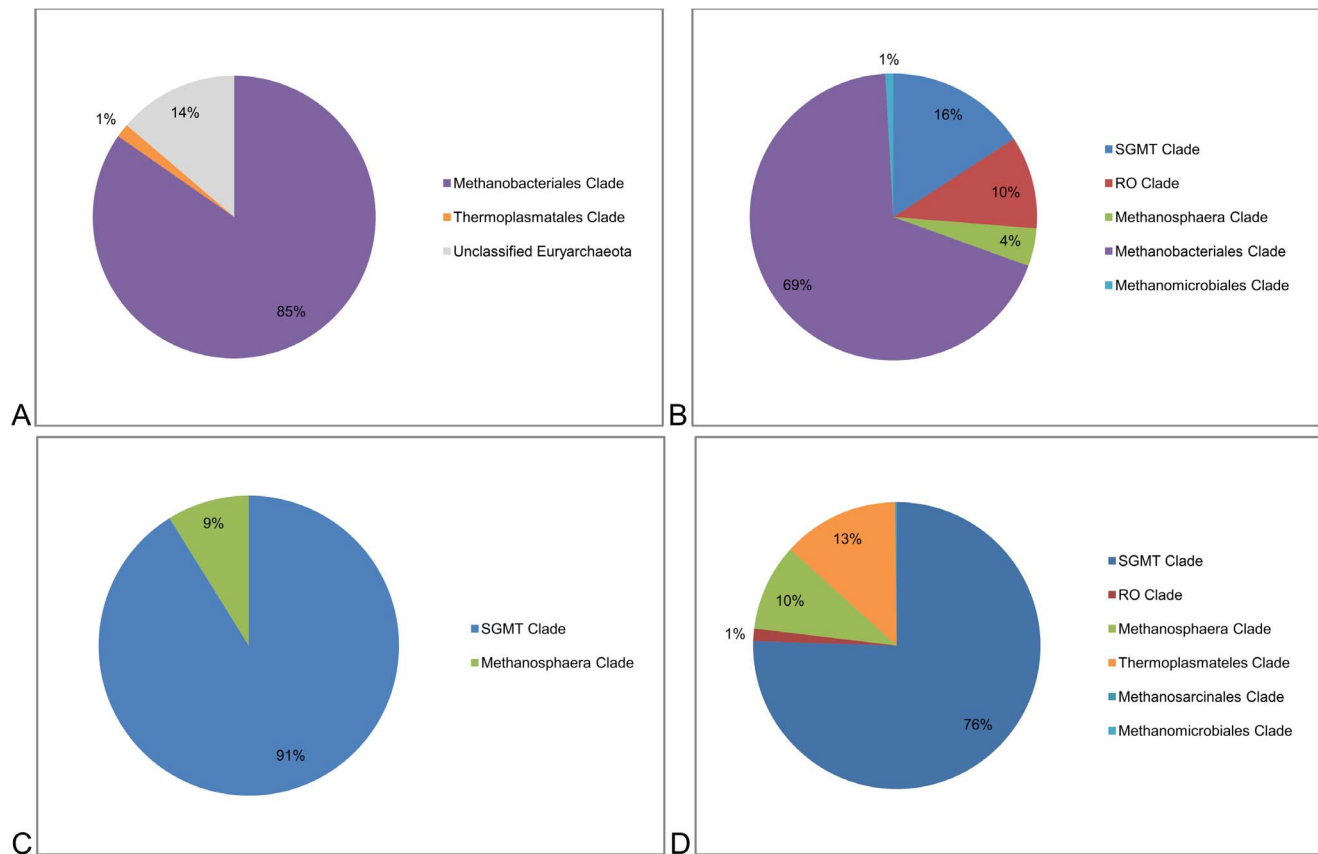 14%
1%
85%
Methanobacteriales Clade
Thermoplasmatales Clade
Unclassified Euryarchaeota
A
1%
16%
10%
4%
69%
SGMT Clade
RO Clade
Methanosphaera Clade
Methanobacteriales Clade
Methanomicrobiales Clade
B
9%
91%
SGMT Clade
Methanosphaera Clade
C
13%
10%
1%
76%
SGMT Clade
RO Clade
Methanosphaera Clade
Thermoplasmateles Clade
Methanosarcinales Clade
Methanomicrobiales Clade
D